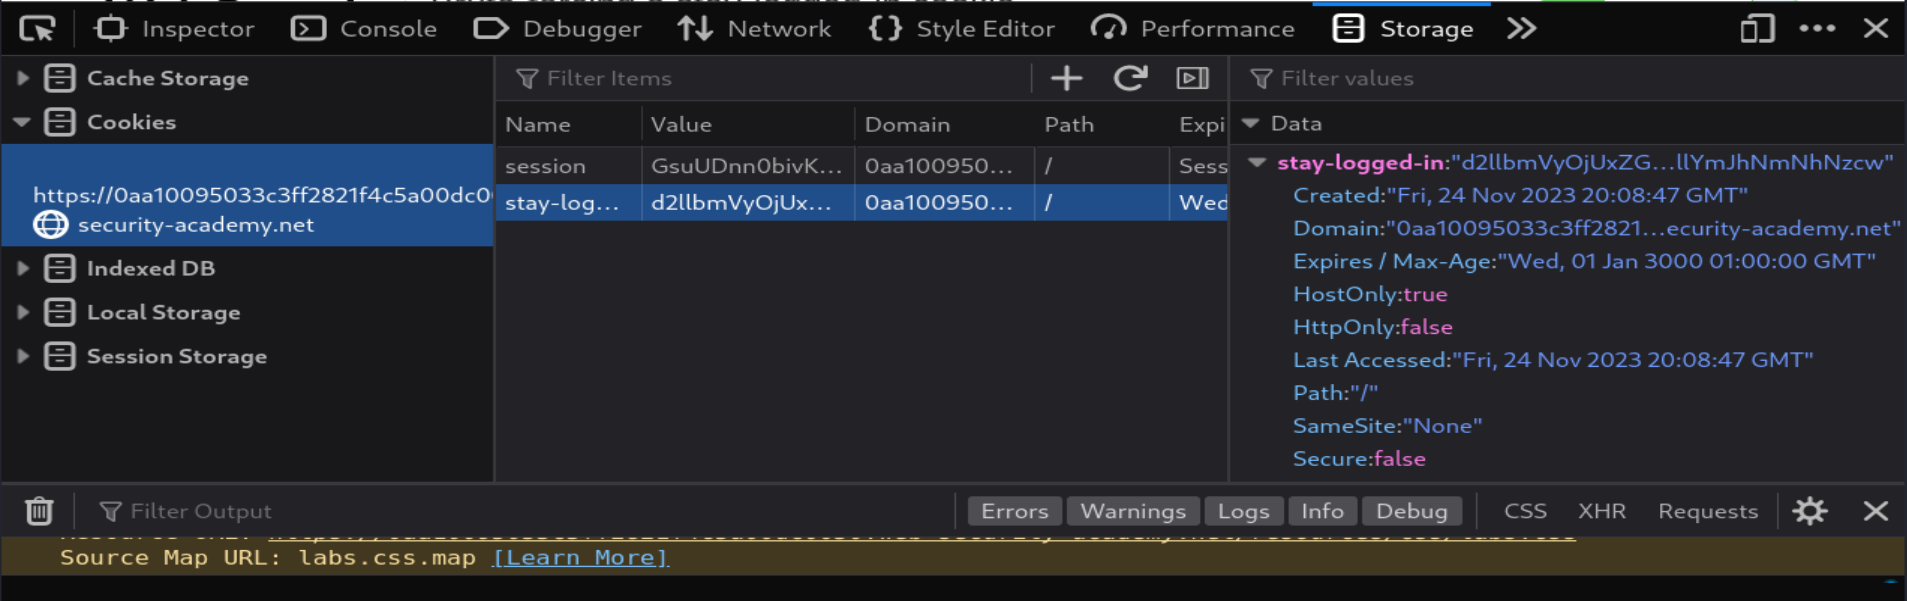 Inspector Console Debugger Network Style Editor Performance Storage
Cache Storage
Cookies
https://0aa10095033c3ff2821f4c5a00dc0
security-academy.net
Indexed DB
Local Storage
Session Storage
Filter Items
Name Value Domain Path Expi
session GsuUDnn0bivK... 0aa100950... / Sess
stay-log... d2llbmVyOjUx... 0aa100950... / Wed
Filter values
Data
stay-logged-in:"d2llbmVyOjUxZG...llYmJhNmNhNzcw"
Created:"Fri, 24 Nov 2023 20:08:47 GMT"
Domain:"0aa10095033c3ff2821...ecurity-academy.net"
Expires / Max-Age:"Wed, 01 Jan 3000 01:00:00 GMT"
HostOnly:true
HttpOnly:false
Last Accessed:"Fri, 24 Nov 2023 20:08:47 GMT"
Path:"/"
SameSite:"None"
Secure:false
Filter Output Errors Warnings Logs Info Debug CSS XHR Requests
Source Map URL: labs.css.map [Learn More]